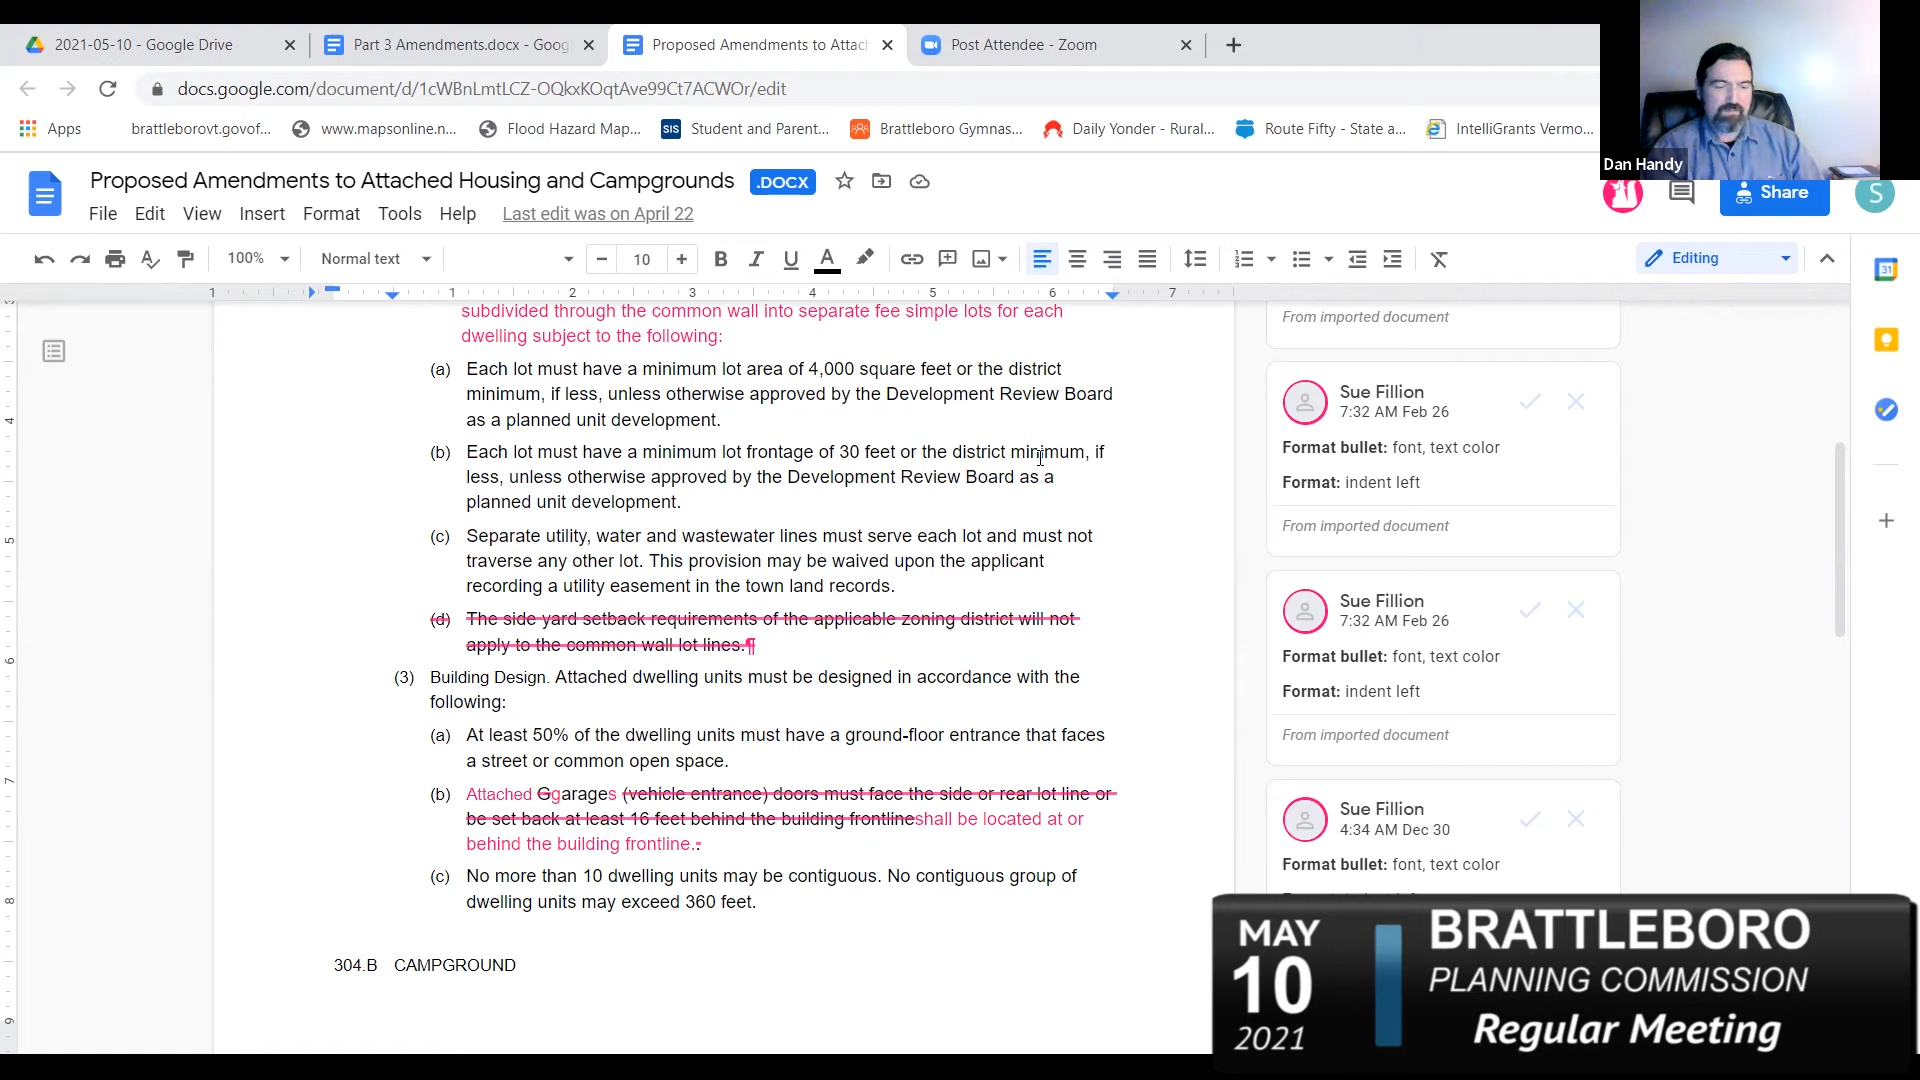 2021-05-10 - Google Drive
Part 3 Amendments.docx - Goog
Proposed Amendments to Attach
Post Attendee - Zoom
docs.google.com/document/d/1cWBnLmtLCZ-OQkxKOqtAve99Ct7ACWOr/edit
Apps
brattleborovt.govof...
www.mapsonline.n...
Flood Hazard Map...
SIS
Student and Parent...
Brattleboro Gymnas...
Daily Yonder - Rural...
Route Fifty - State a...
IntelliGrants Vermo...
Dan Handy
Proposed Amendments to Attached Housing and Campgrounds
.DOCX
Share
S
File Edit View Insert Format Tools Help
Last edit was on April 22
100%
Normal text
10
B I U A
Editing
31
1 1 2 3 4 5 6 7
subdivided through the common wall into separate fee simple lots for each
dwelling subject to the following:
(a) Each lot must have a minimum lot area of 4,000 square feet or the district
minimum, if less, unless otherwise approved by the Development Review Board
as a planned unit development.
(b) Each lot must have a minimum lot frontage of 30 feet or the district minimum, if
less, unless otherwise approved by the Development Review Board as a
planned unit development.
(c) Separate utility, water and wastewater lines must serve each lot and must not
traverse any other lot. This provision may be waived upon the applicant
recording a utility easement in the town land records.
(d) The side yard setback requirements of the applicable zoning district will not
apply to the common wall lot lines.¶
(3) Building Design. Attached dwelling units must be designed in accordance with the
following:
(a) At least 50% of the dwelling units must have a ground-floor entrance that faces
a street or common open space.
(b) Attached Ggarages (vehicle entrance) doors must face the side or rear lot line or
be set back at least 16 feet behind the building frontlineshall be located at or
behind the building frontline..
(c) No more than 10 dwelling units may be contiguous. No contiguous group of
dwelling units may exceed 360 feet.
304.B CAMPGROUND
4
5
6
7
8
9
From imported document
Sue Fillion
7:32 AM Feb 26
Format bullet: font, text color
Format: indent left
From imported document
Sue Fillion
7:32 AM Feb 26
Format bullet: font, text color
Format: indent left
From imported document
Sue Fillion
4:34 AM Dec 30
Format bullet: font, text color
MAY
10
2021
BRATTLEBORO
PLANNING COMMISSION
Regular Meeting